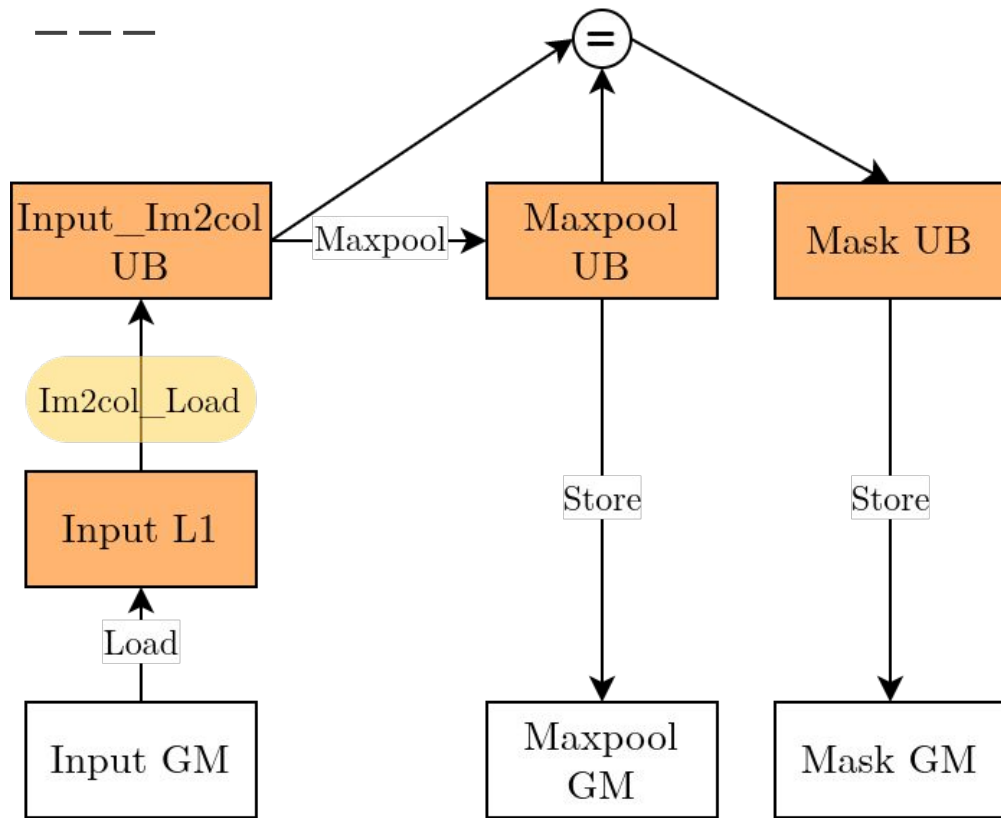 =
Input_Im2col
UB
Maxpool
Maxpool
UB
Mask UB
Im2col_Load
Input L1
Store
Store
Load
Input GM
Maxpool
GM
Mask GM